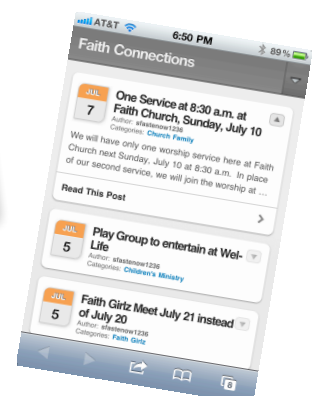 AT&T 6:50 PM 89%
Faith Connections
JUL
7
One Service at 8:30 a.m. at
Faith Church, Sunday, July 10
Author: sfastenow1236
Categories: Church Family
We will have only one worship service here at Faith
Church next Sunday, July 10 at 8:30 a.m. In place
of our second service, we will join the worship at ...
Read This Post
JUL
5
Play Group to entertain at Wel-
Life
Author: sfastenow1236
Categories: Children's Ministry
JUL
5
Faith Girlz Meet July 21 instead
of July 20
Author: sfastenow1236
Categories: Faith Girlz
8